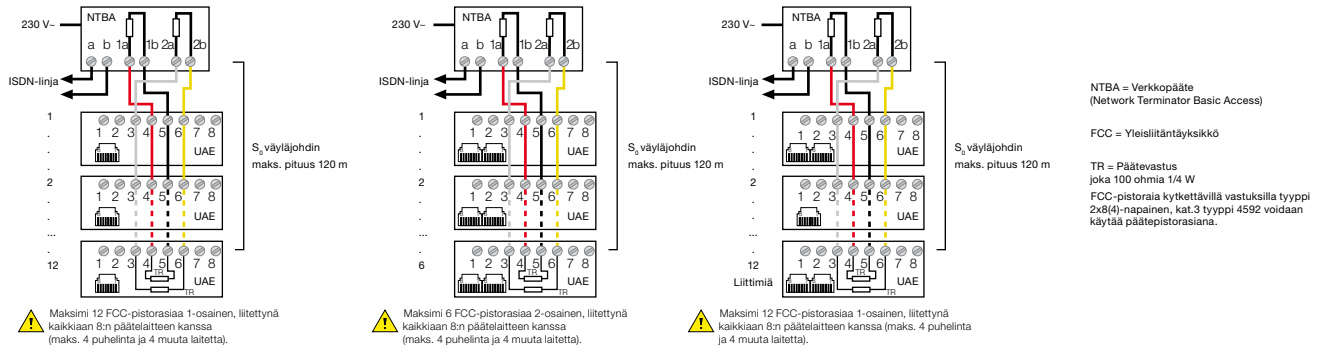 230 V~
NTBA
a b 1a 1b 2a 2b
ISDN-linja
1
.
.
.
2
.
...
.
12
1 2 3 4 5 6 7 8
UAE
1 2 3 4 5 6 7 8
UAE
1 2 3 4 5 6 7 8
TR
UAE
TR
S0 väyläjohdin
maks. pituus 120 m
Maksimi 12 FCC-pistorasiaa 1-osainen, liitettynä
kaikkiaan 8:n päätelaitteen kanssa
(maks. 4 puhelinta ja 4 muuta laitetta).
230 V~
NTBA
a b 1a 1b 2a 2b
ISDN-linja
1
.
.
.
2
.
...
.
6
1 2 3 4 5 6 7 8
UAE
1 2 3 4 5 6 7 8
UAE
1 2 3 4 5 6 7 8
TR
UAE
TR
S0 väyläjohdin
maks. pituus 120 m
Maksimi 6 FCC-pistorasiaa 2-osainen, liitettynä
kaikkiaan 8:n päätelaitteen kanssa
(maks. 4 puhelinta ja 4 muuta laitetta).
230 V~
NTBA
a b 1a 1b 2a 2b
ISDN-linja
1
.
.
.
2
.
...
.
12
Liittimiä
1 2 3 4 5 6 7 8
UAE
1 2 3 4 5 6 7 8
UAE
1 2 3 4 5 6 7 8
TR
UAE
TR
S0 väyläjohdin
maks. pituus 120 m
Maksimi 12 FCC-pistorasiaa 1-osainen, liitettynä
kaikkiaan 8:n päätelaitteen kanssa (maks. 4 puhelinta
ja 4 muuta laitetta).
NTBA = Verkkopääte
(Network Terminator Basic Access)
FCC = Yleisliitäntäyksikkö
TR = Päätevastus
joka 100 ohmia 1/4 W
FCC-pistoraia kytkettävillä vastuksilla tyyppi
2x8(4)-napainen, kat.3 tyyppi 4592 voidaan
käytää päätepistorasiana.